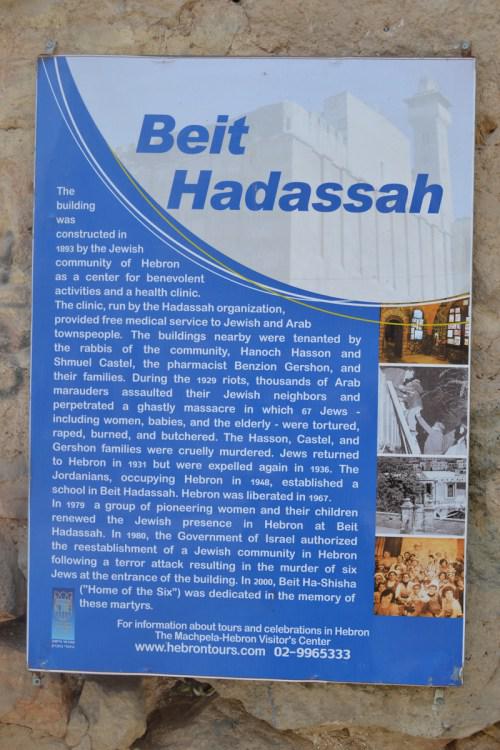 Beit
Hadassah
The
building
was
constructed in
1893 by the Jewish
community of Hebron
as a center for benevolent
activities and a health clinic.
The clinic, run by the Hadassah organization,
provided free medical service to Jewish and Arab
townspeople. The buildings nearby were tenanted by
the rabbis of the community, Hanoch Hasson and
Shmuel Castel, the pharmacist Benzion Gershon, and
their families. During the 1929 riots, thousands of Arab
marauders assaulted their Jewish neighbors and
perpetrated a ghastly massacre in which 67 Jews -
including women, babies, and the elderly - were tortured,
raped, burned, and butchered. The Hasson, Castel, and
Gershon families were cruelly murdered. Jews returned
to Hebron in 1931 but were expelled again in 1936. The
Jordanians, occupying Hebron in 1948, established a
school in Beit Hadassah. Hebron was liberated in 1967.
In 1979 a group of pioneering women and their children
renewed the Jewish presence in Hebron at Beit
Hadassah. In 1980, the Government of Israel authorized
the reestablishment of a Jewish community in Hebron
following a terror attack resulting in the murder of six
Jews at the entrance of the building. In 2000, Beit Ha-Shisha
("Home of the Six") was dedicated in the memory of
these martyrs.
For information about tours and celebrations in Hebron
The Machpela-Hebron Visitor's Center
www.hebrontours.com 02-9965333